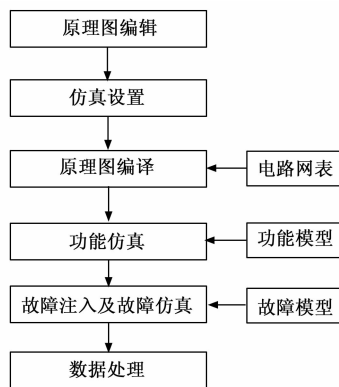 原理图编辑
仿真设置
原理图编译
电路网表
功能仿真
功能模型
故障注入及故障仿真
故障模型
数据处理